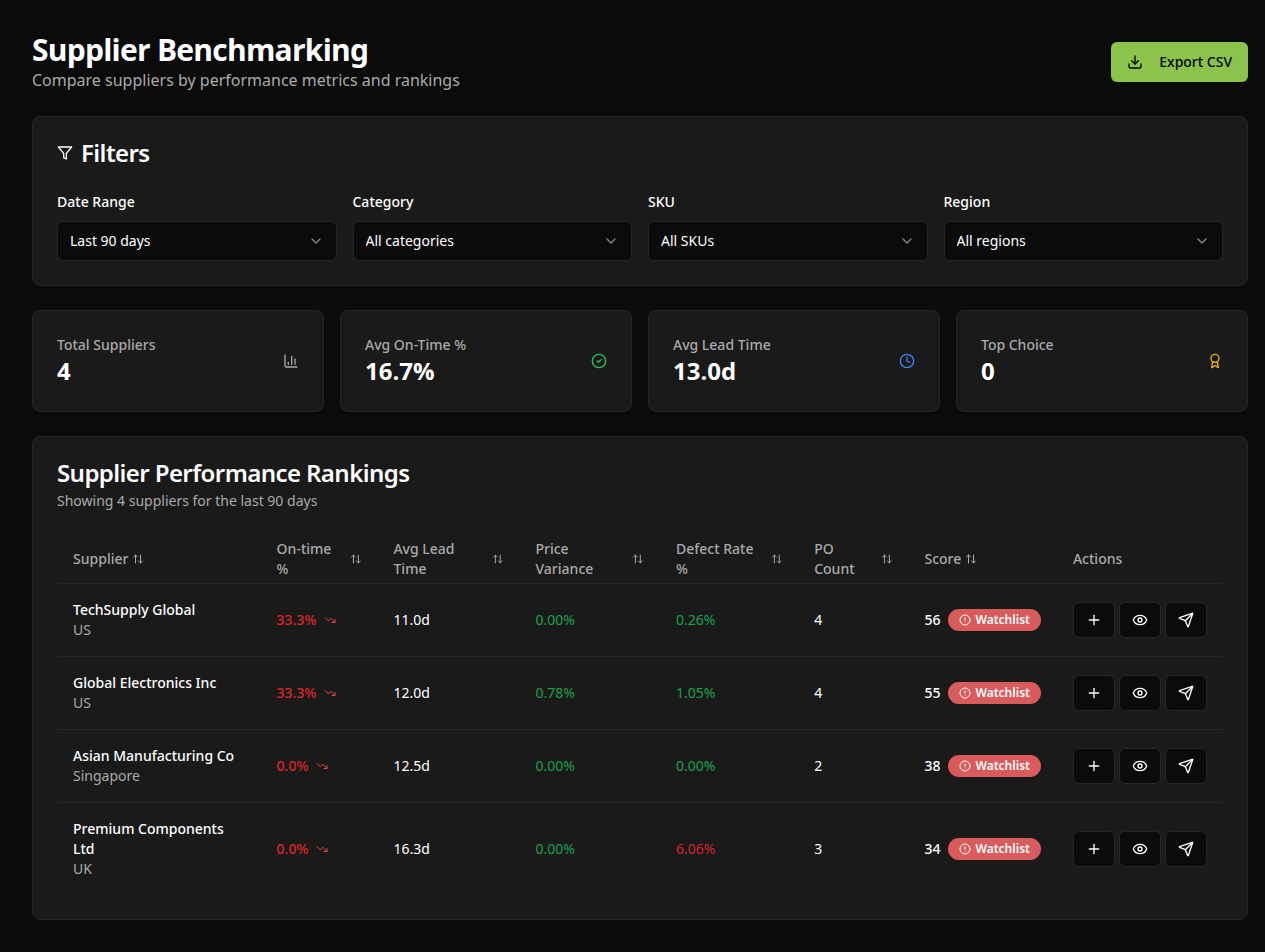 Supplier Benchmarking
Compare suppliers by performance metrics and rankings
Export CSV
Filters
Date Range
Category
SKU
Region
Last 90 days
All categories
All SKUs
All regions
Total Suppliers
4
Avg On-Time %
16.7%
Avg Lead Time
13.0d
Top Choice
0
Supplier Performance Rankings
Showing 4 suppliers for the last 90 days
Supplier
On-time
%
Avg Lead
Time
Price
Variance
Defect Rate
%
PO
Count
Score
Actions
TechSupply Global
US
33.3%
11.0d
0.00%
0.26%
4
56
Watchlist
Global Electronics Inc
US
33.3%
12.0d
0.78%
1.05%
4
55
Watchlist
Asian Manufacturing Co
Singapore
0.0%
12.5d
0.00%
0.00%
2
38
Watchlist
Premium Components
Ltd
UK
0.0%
16.3d
0.00%
6.06%
3
34
Watchlist